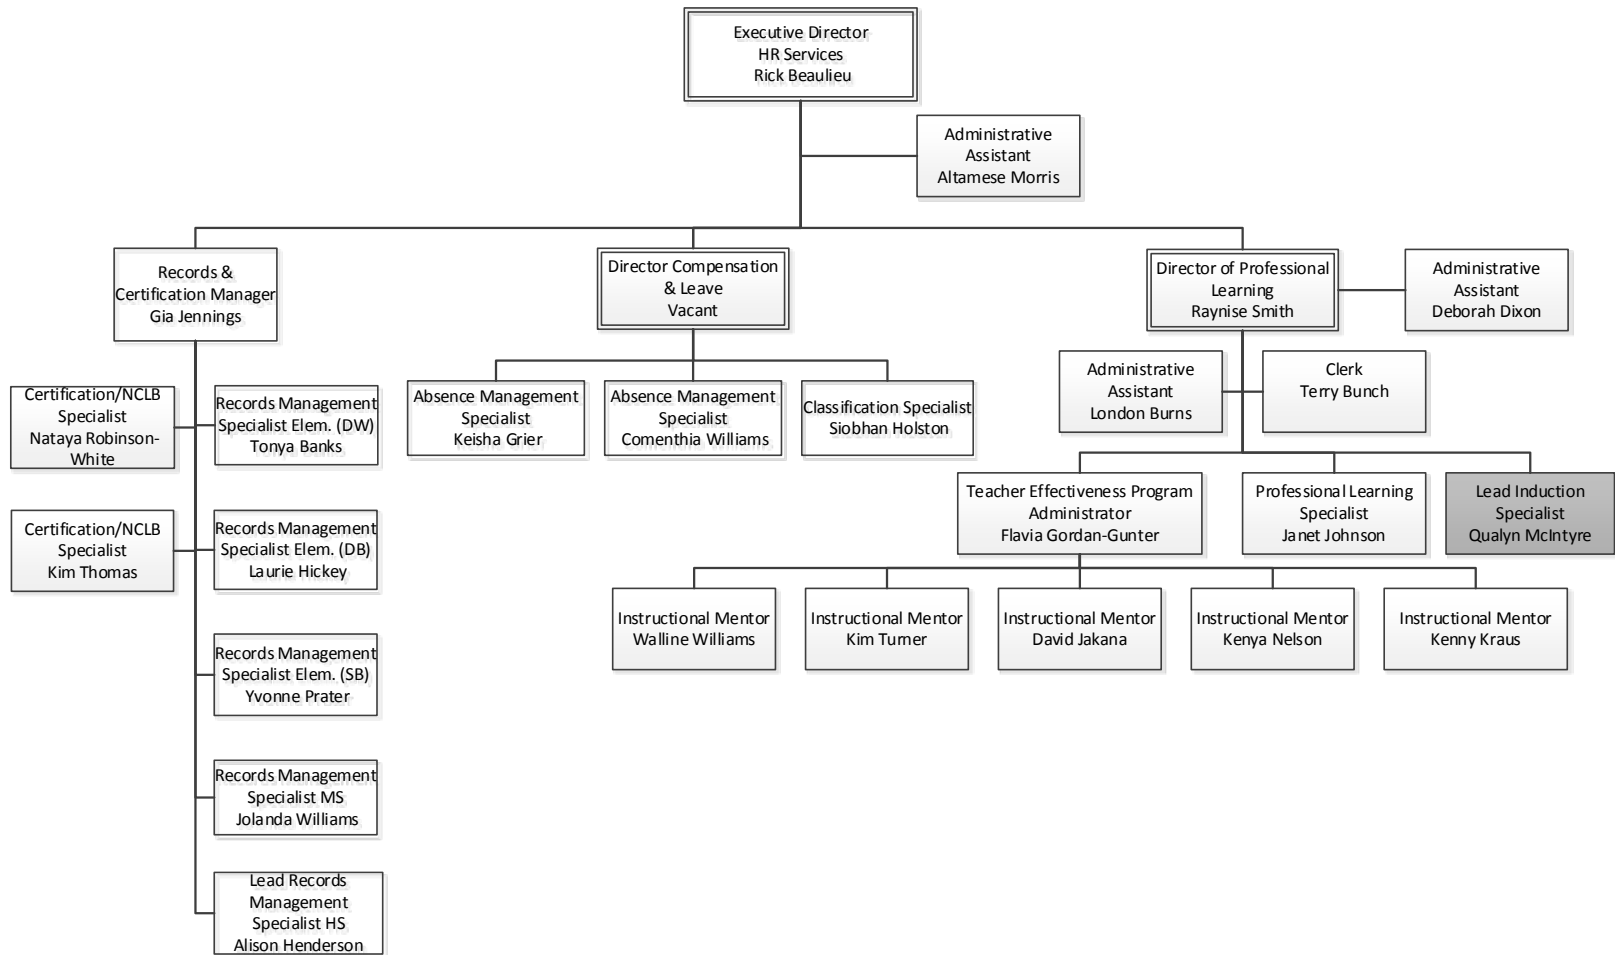 Executive Director
HR Services
Rick Beaulieu
Administrative
Assistant
Altamese Morris
Records &
Certification Manager
Gia Jennings
Director Compensation
& Leave
Vacant
Director of Professional
Learning
Raynise Smith
Administrative
Assistant
Deborah Dixon
Administrative
Assistant
London Burns
Clerk
Terry Bunch
Certification/NCLB
Specialist
Nataya Robinson-
White
Records Management
Specialist Elem. (DW)
Tonya Banks
Absence Management
Specialist
Keisha Grier
Absence Management
Specialist
Comenthia Williams
Classification Specialist
Siobhan Holston
Teacher Effectiveness Program
Administrator
Flavia Gordan-Gunter
Professional Learning
Specialist
Janet Johnson
Lead Induction
Specialist
Qualyn McIntyre
Certification/NCLB
Specialist
Kim Thomas
Records Management
Specialist Elem. (DB)
Laurie Hickey
Instructional Mentor
Walline Williams
Instructional Mentor
Kim Turner
Instructional Mentor
David Jakana
Instructional Mentor
Kenya Nelson
Instructional Mentor
Kenny Kraus
Records Management
Specialist Elem. (SB)
Yvonne Prater
Records Management
Specialist MS
Jolanda Williams
Lead Records
Management
Specialist HS
Alison Henderson